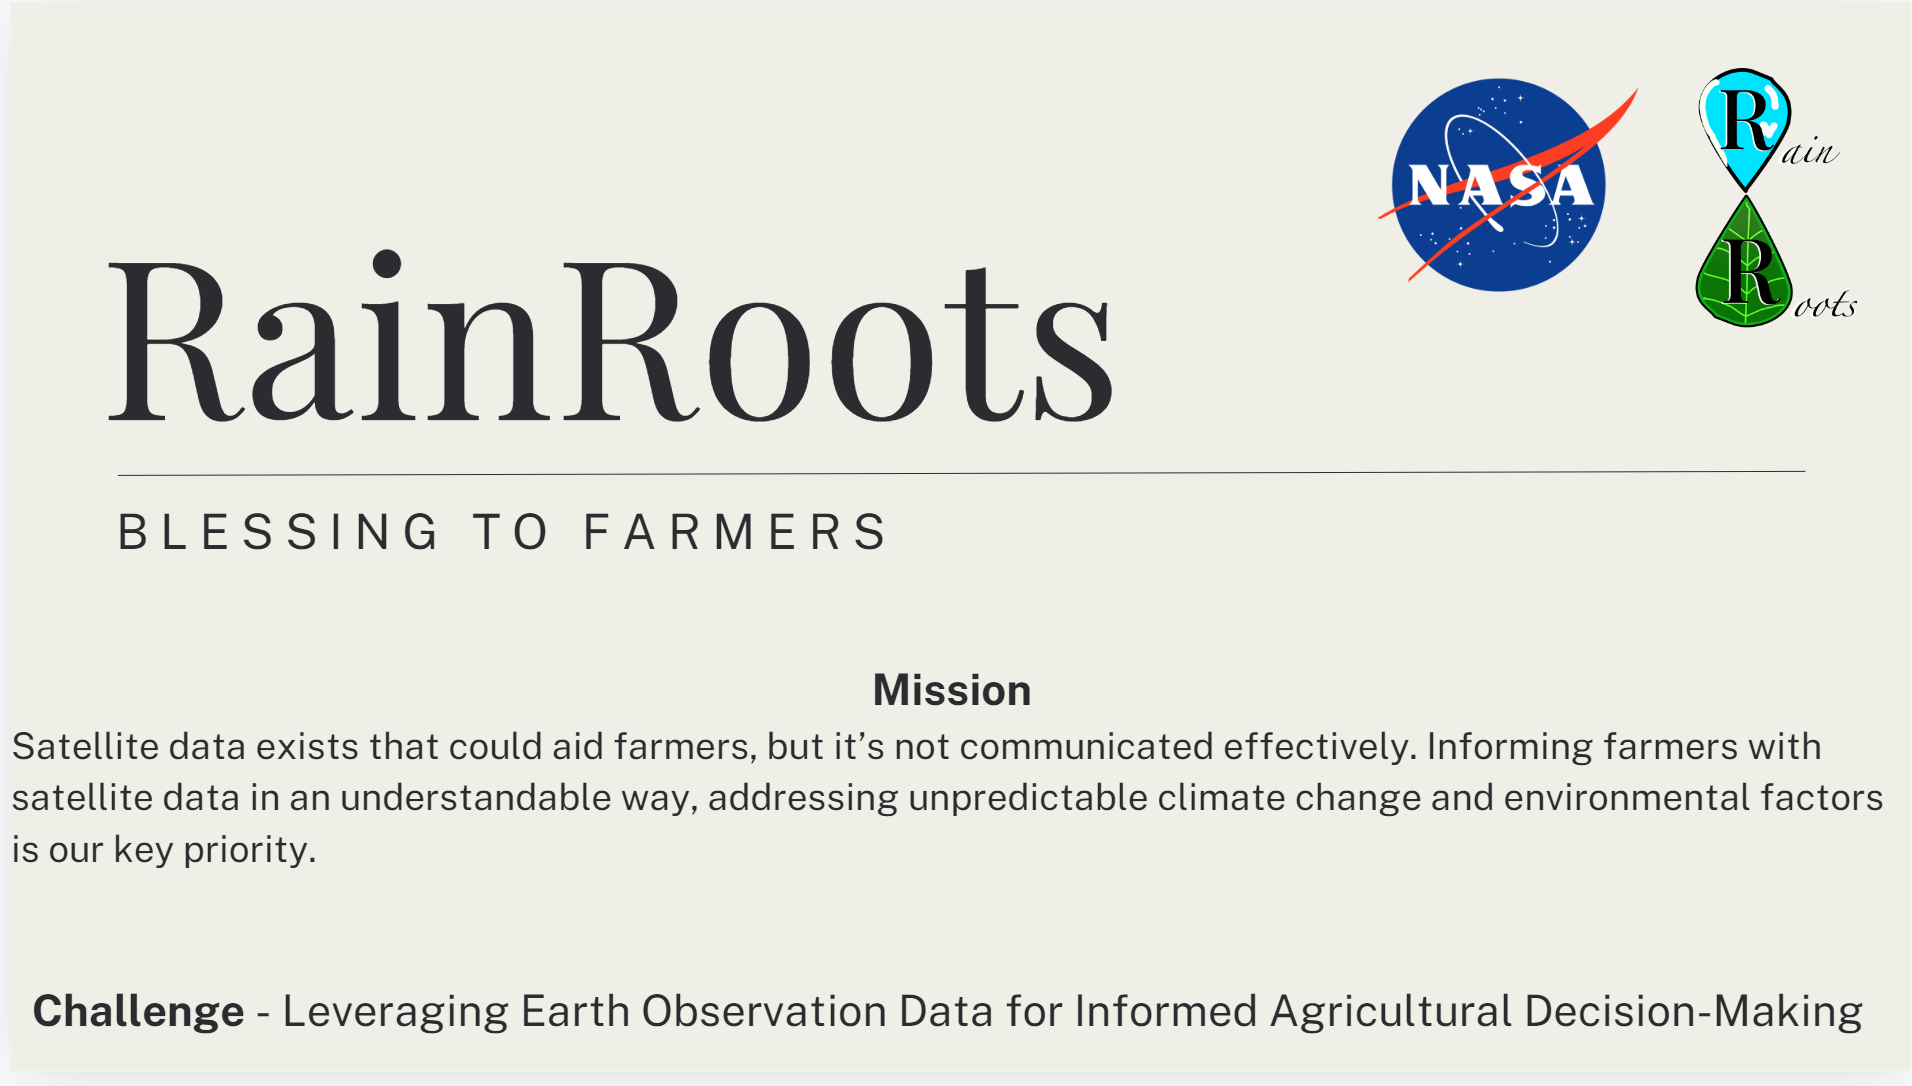 NASA
Rain
Roots
RainRoots
BLESSING TO FARMERS
Mission
Satellite data exists that could aid farmers, but it’s not communicated effectively. Informing farmers with
satellite data in an understandable way, addressing unpredictable climate change and environmental factors
is our key priority.
Challenge - Leveraging Earth Observation Data for Informed Agricultural Decision-Making